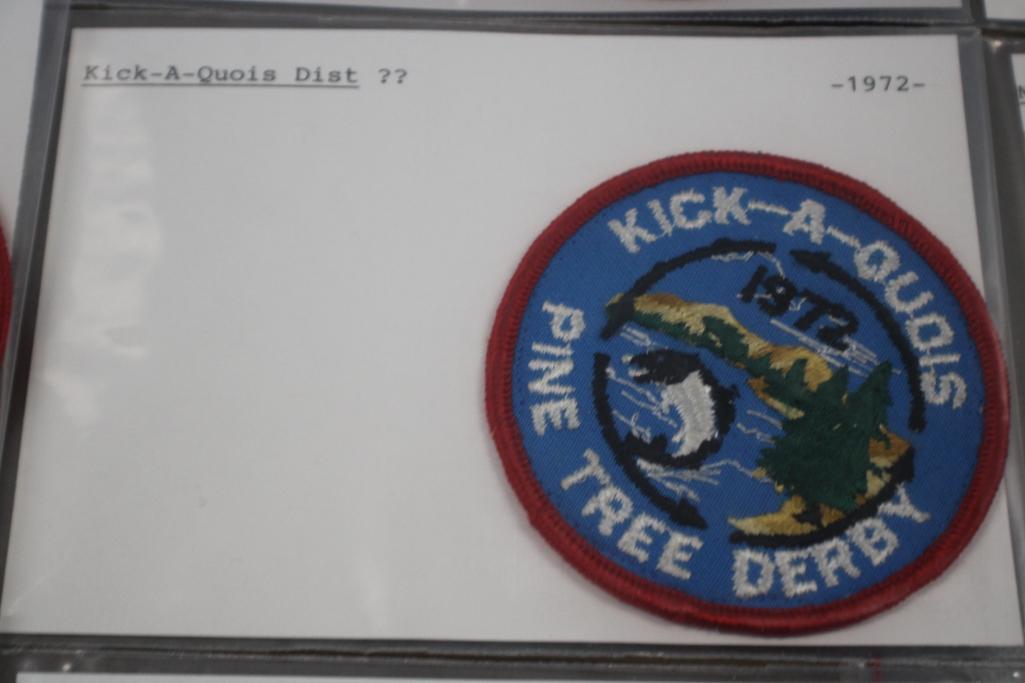 Kick-A-Quois Dist ??
-1972-
KICK-A-QUOIS
1972
PINE TREE DERBY